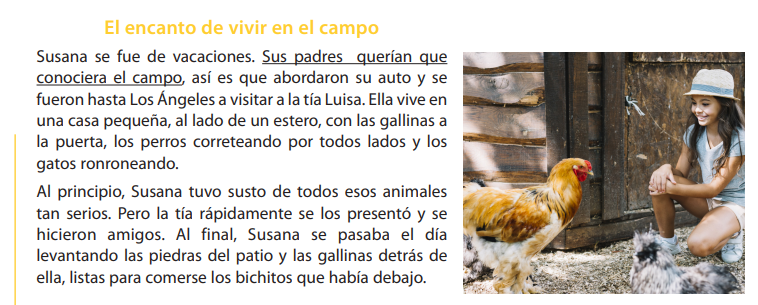 El encanto de vivir en el campo
Susana se fue de vacaciones. Sus padres querían que
conociera el campo, así es que abordaron su auto y se
fueron hasta Los Ángeles a visitar a la tía Luisa. Ella vive en
una casa pequeña, al lado de un estero, con las gallinas a
la puerta, los perros correteando por todos lados y los
gatos ronroneando.
Al principio, Susana tuvo susto de todos esos animales
tan serios. Pero la tía rápidamente se los presentó y se
hicieron amigos. Al final, Susana se pasaba el día
levantando las piedras del patio y las gallinas detrás de
ella, listas para comerse los bichitos que había debajo.